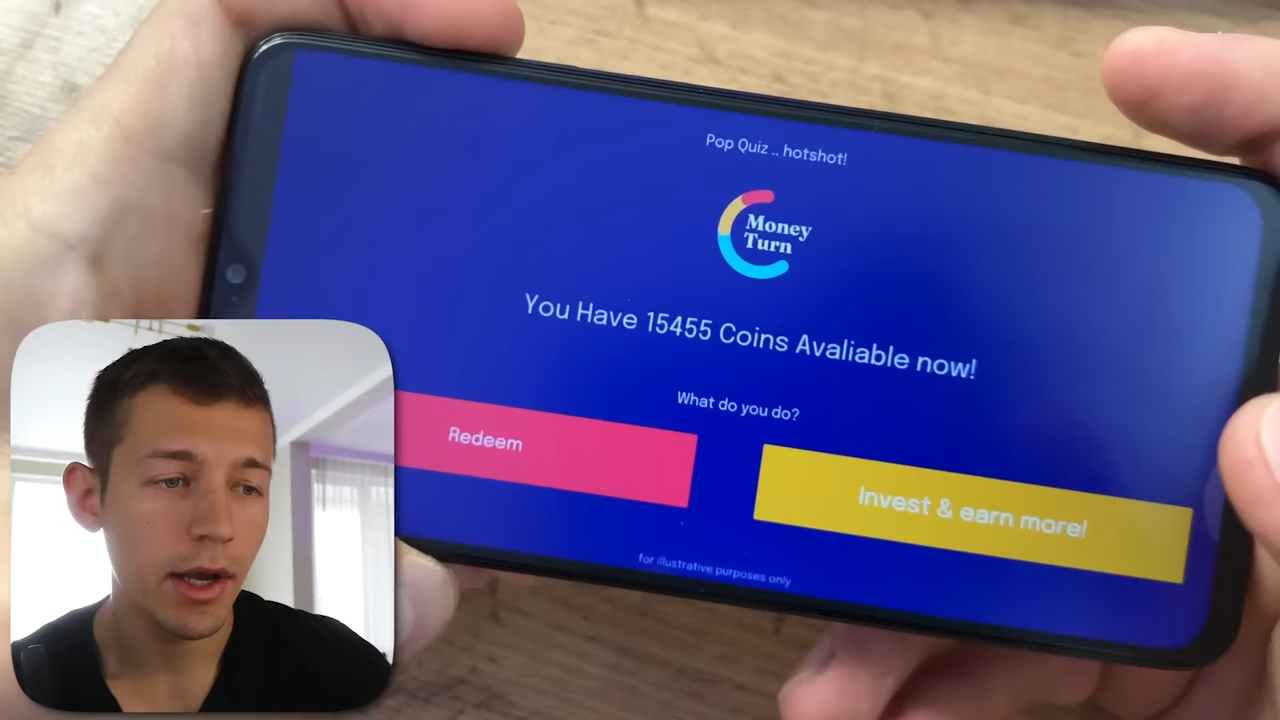 Pop Quiz .. hotshot!
Money
Turn
You Have 15455 Coins Avaliable now!
What do you do?
Redeem
Invest & earn more!
for illustrative purposes only